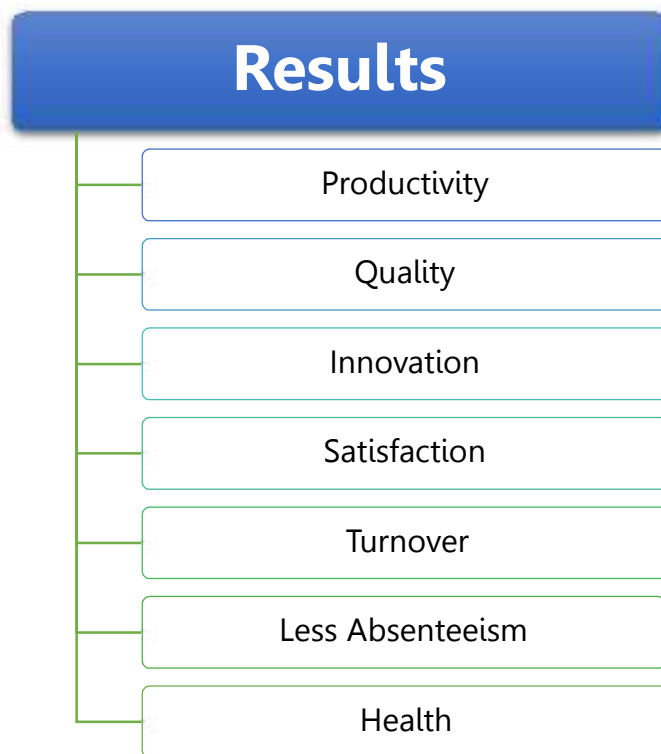 Results
Productivity
Quality
Innovation
Satisfaction
Turnover
Less Absenteeism
Health